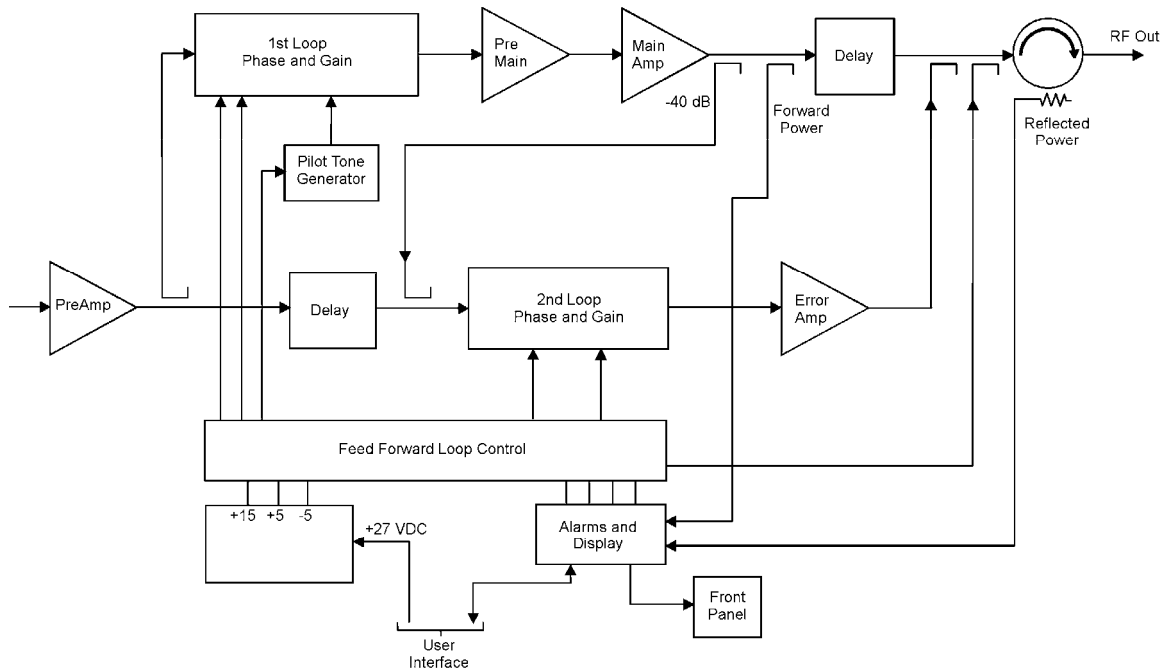 1st Loop
Phase and Gain
Pre
Main
Main
Amp
Delay
RF Out
-40 dB
Forward
Power
Reflected
Power
Pilot Tone
Generator
PreAmp
Delay
2nd Loop
Phase and Gain
Error
Amp
Feed Forward Loop Control
+15 +5 -5
+27 VDC
Alarms and
Display
Front
Panel
User
Interface